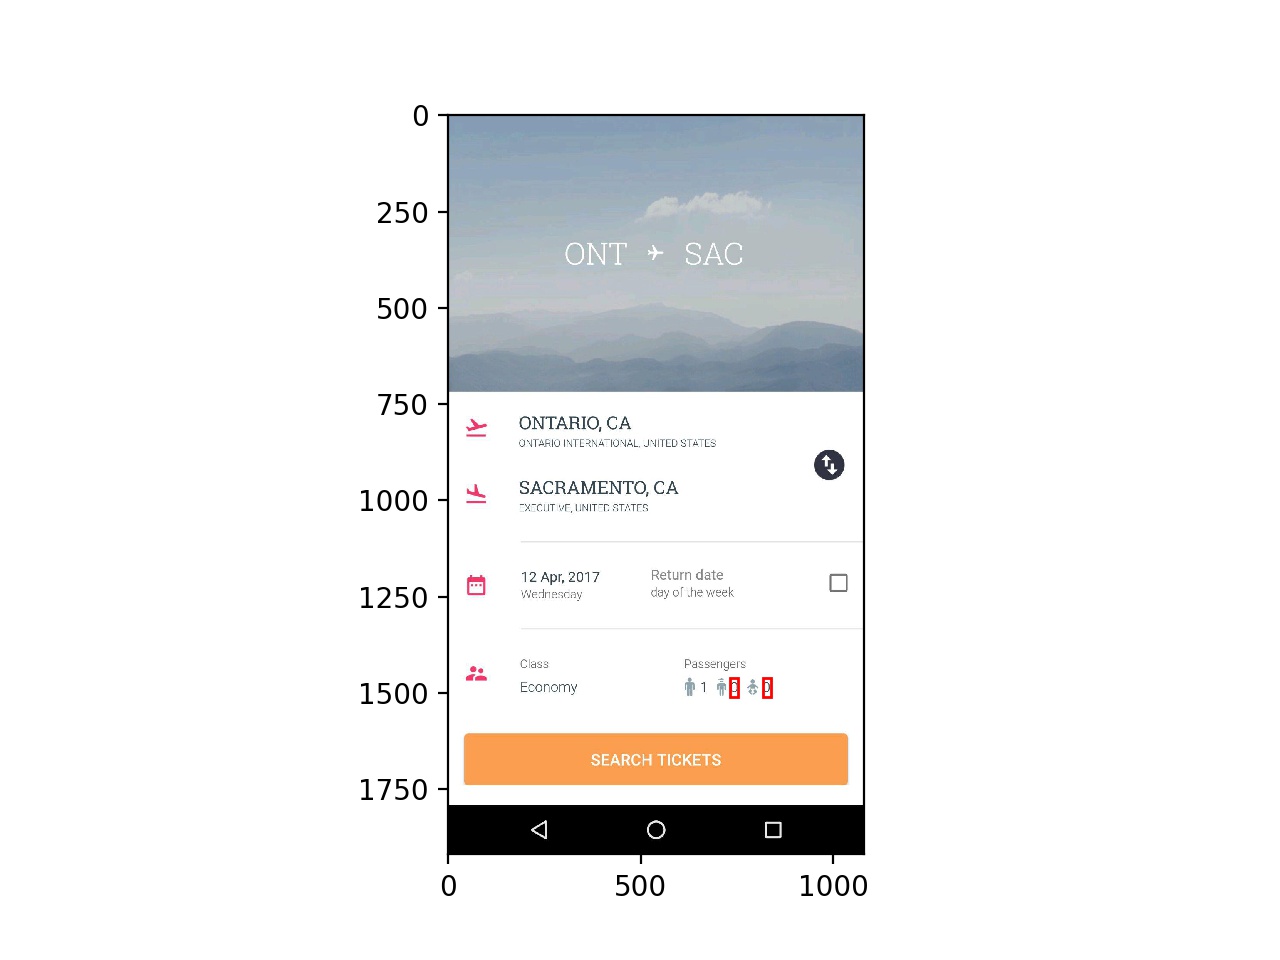 0
250
ONT SAC
500
750
ONTARIO, CA
ONTARIO INTERNATIONAL, UNITED STATES
SACRAMENTO, CA
1000
EXECUTIVE, UNITED STATES
12 Apr, 2017 Return date
1250
Wednesday day of the week
Class Passengers
1500
Economy 1 0 0
SEARCH TICKETS
1750
0 500 1000